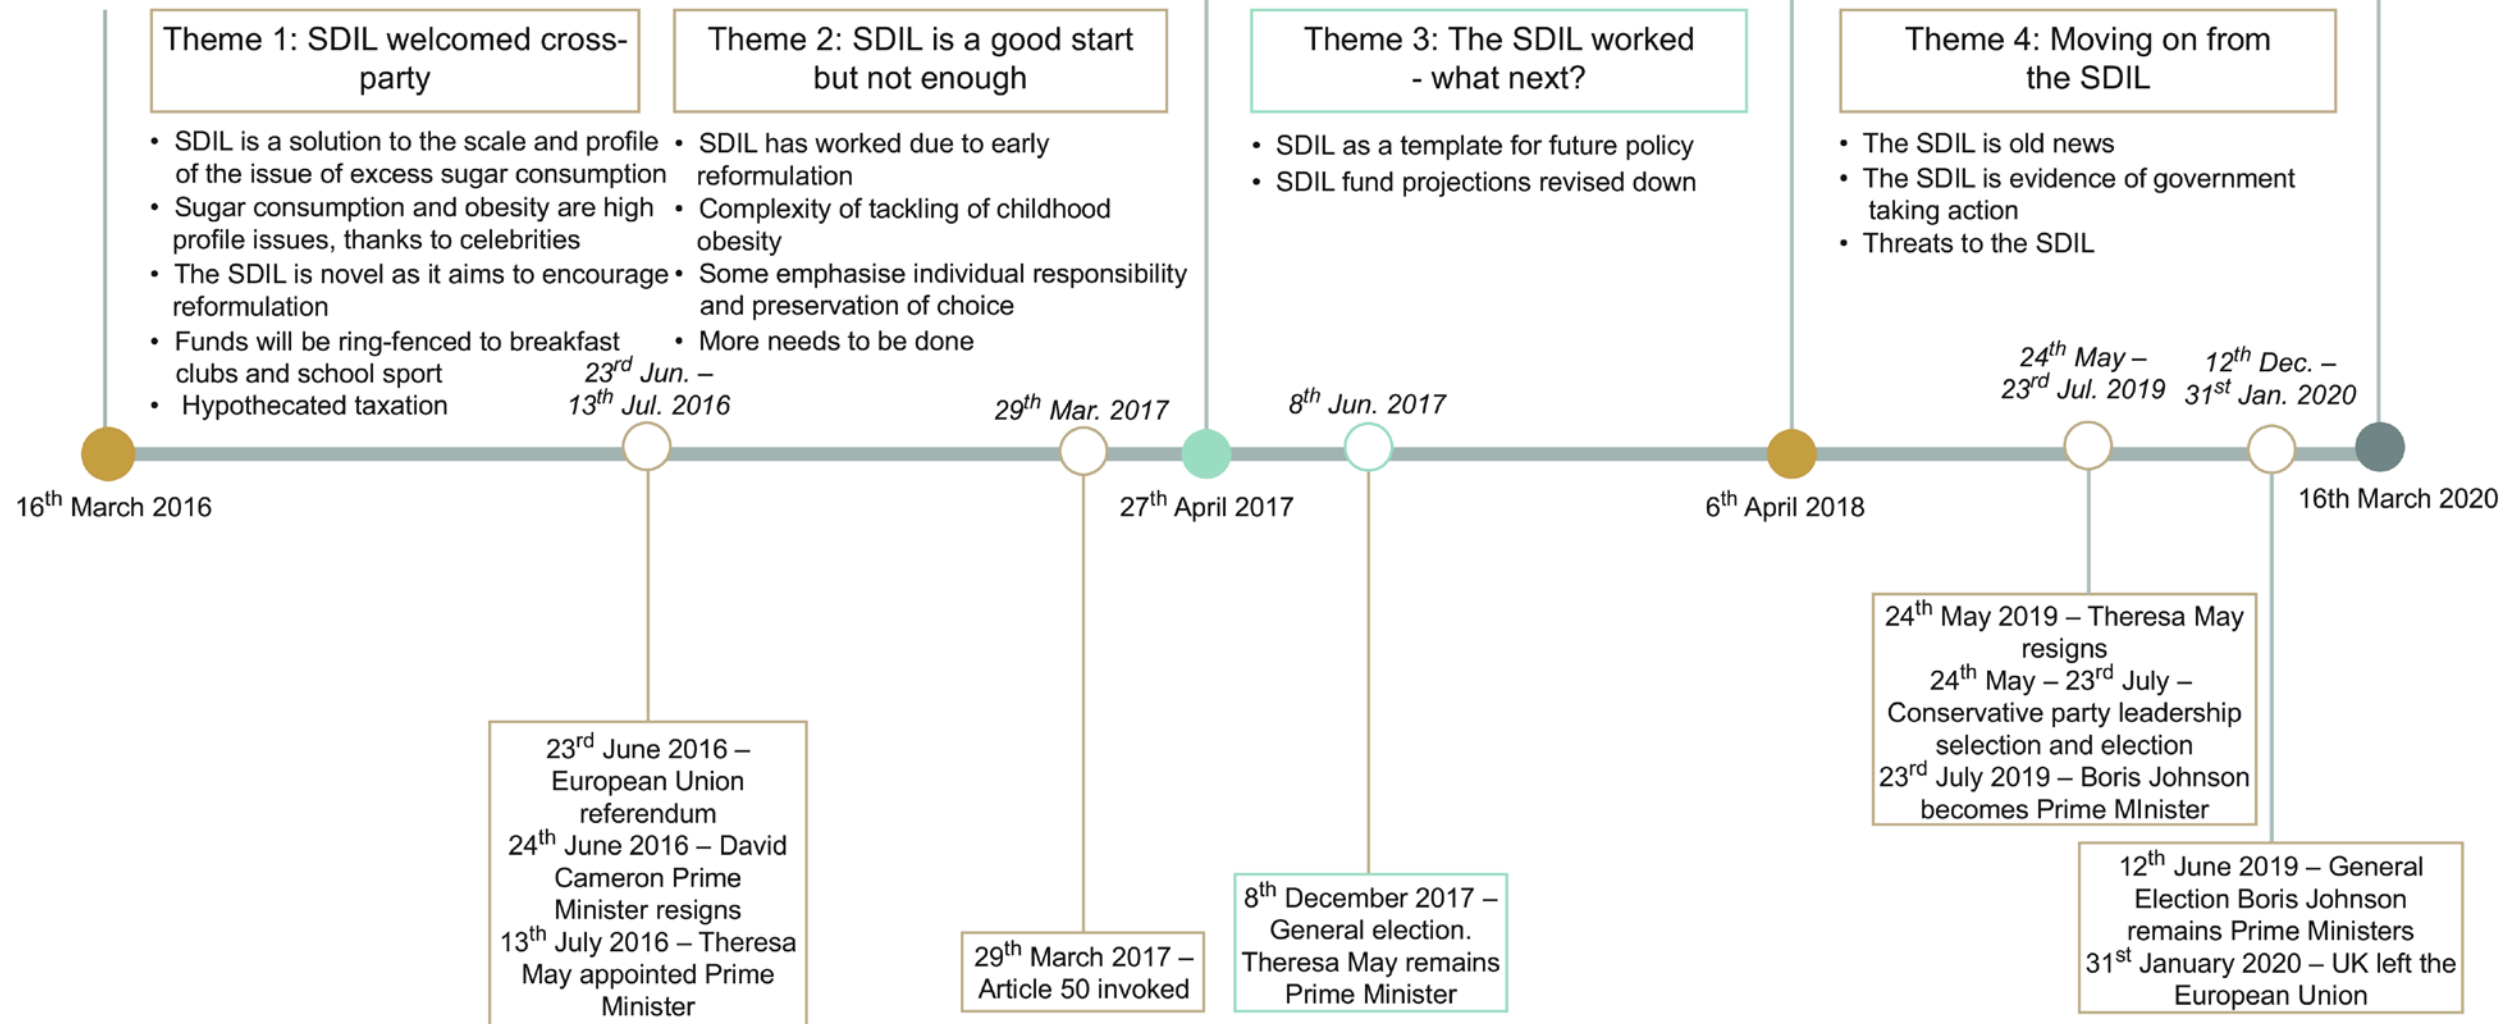 Theme 1: SDIL welcomed cross-
party
• SDIL is a solution to the scale and profile
of the issue of excess sugar consumption
• Sugar consumption and obesity are high
profile issues, thanks to celebrities
• The SDIL is novel as it aims to encourage
reformulation
• Funds will be ring-fenced to breakfast
clubs and school sport
• Hypothecated taxation
Theme 2: SDIL is a good start
but not enough
• SDIL has worked due to early
reformulation
• Complexity of tackling of childhood
obesity
• Some emphasise individual responsibility
and preservation of choice
• More needs to be done
Theme 3: The SDIL worked
- what next?
• SDIL as a template for future policy
• SDIL fund projections revised down
Theme 4: Moving on from
the SDIL
• The SDIL is old news
• The SDIL is evidence of government
taking action
• Threats to the SDIL
23rd Jun. –
13th Jul. 2016
29th Mar. 2017
8th Jun. 2017
24th May –
23rd Jul. 2019
12th Dec. –
31st Jan. 2020
16th March 2016
27th April 2017
6th April 2018
16th March 2020
23rd June 2016 –
European Union
referendum
24th June 2016 – David
Cameron Prime
Minister resigns
13th July 2016 – Theresa
May appointed Prime
Minister
29th March 2017 –
Article 50 invoked
8th December 2017 –
General election.
Theresa May remains
Prime Minister
24th May 2019 – Theresa May
resigns
24th May – 23rd July –
Conservative party leadership
selection and election
23rd July 2019 – Boris Johnson
becomes Prime MInister
12th June 2019 – General
Election Boris Johnson
remains Prime Ministers
31st January 2020 – UK left the
European Union